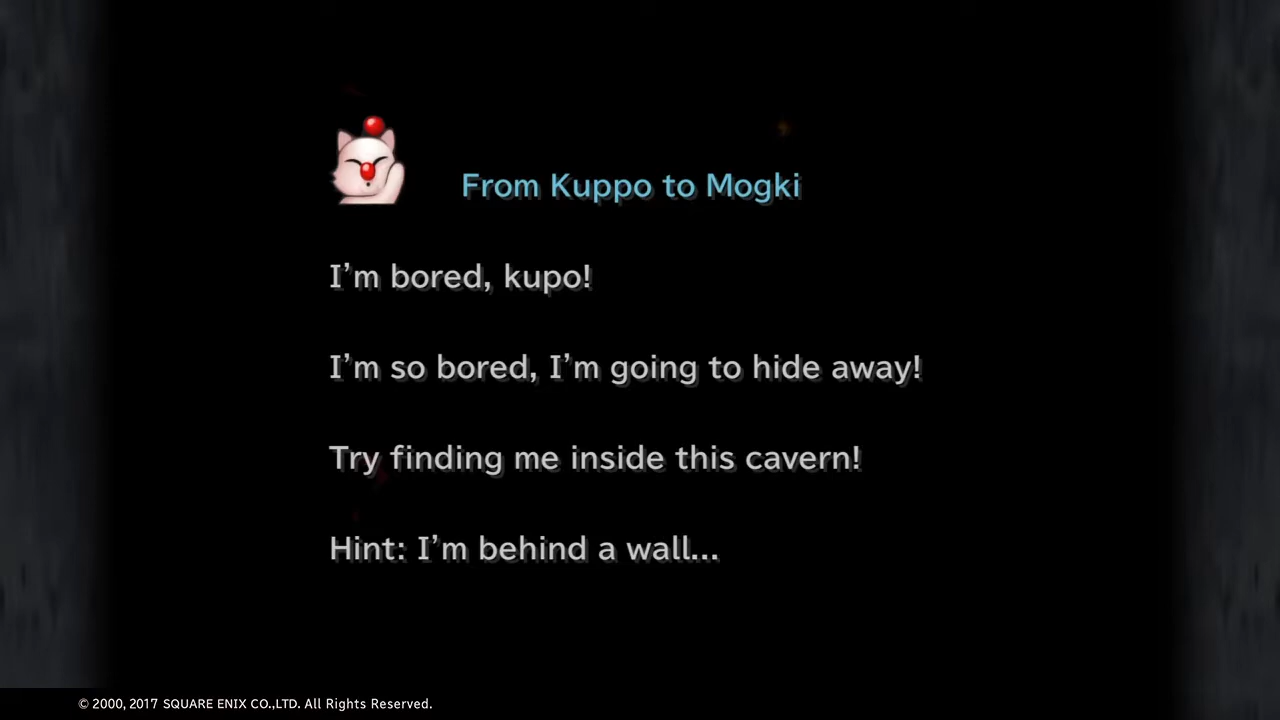 From Kuppo to Mogki
I’m bored, kupo!
I’m so bored, I’m going to hide away!
Try finding me inside this cavern!
Hint: I’m behind a wall...
© 2000, 2017 SQUARE ENIX CO.,LTD. All Rights Reserved.